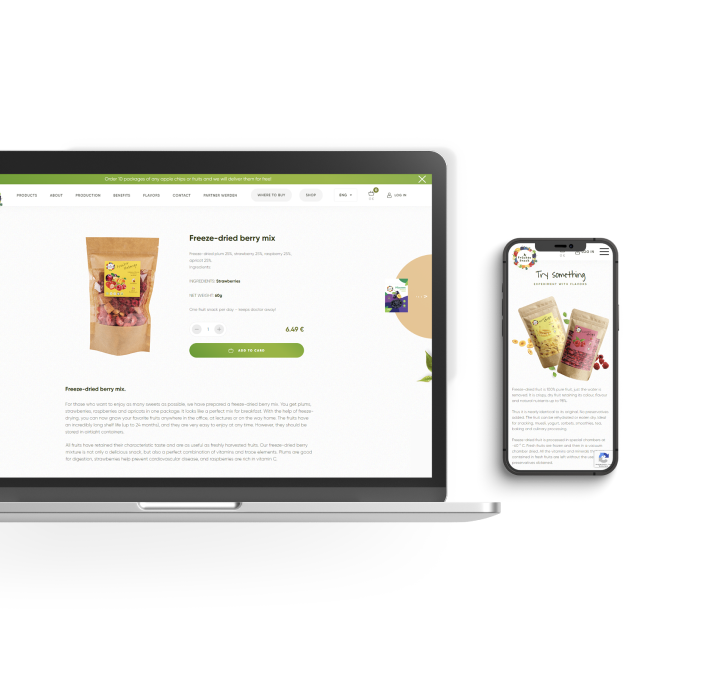 Order 10 packages of any apple chips or fruits and we will deliver them for free!
PRODUCTS ABOUT PRODUCTION BENEFITS FLAVORS CONTACT PARTNER WERDEN WHERE TO BUY SHOP ENG LOG IN
Freeze-dried berry mix
Freeze-dried plum 25%, strawberry 25%, raspberry 25%,
apricot 25%.
Ingredients:
INGREDIENTS: Strawberries
NET WEIGHT: 60g
One fruit snack per day – keeps doctor away!
1
6.49 €
ADD TO CARD
Freeze-dried berry mix.
For those who want to enjoy as many sweets as possible, we have prepared a freeze-dried berry mix. You get plums,
strawberries, raspberries and apricots in one package. It looks like a perfect mix for breakfast. With the help of freeze-
drying, you can now grave your favorite fruits anywhere in the office, at lectures or on the way home. The fruits have
an incredibly long shelf life (up to 24 months), and they are very easy to enjoy at any time. However, they should be
stored in airtight containers.
All fruits have retained their characteristic taste and are as useful as freshly harvested fruits. Our freeze-dried berry
mixture is not only a delicious snack, but also a perfect combination of vitamins and trace elements. Plums are good
for digestion, strawberries help prevent cardiovascular disease, and raspberries are rich in vitamin C.
LOG IN
Try something
EXPERIMENT WITH FLAVORS